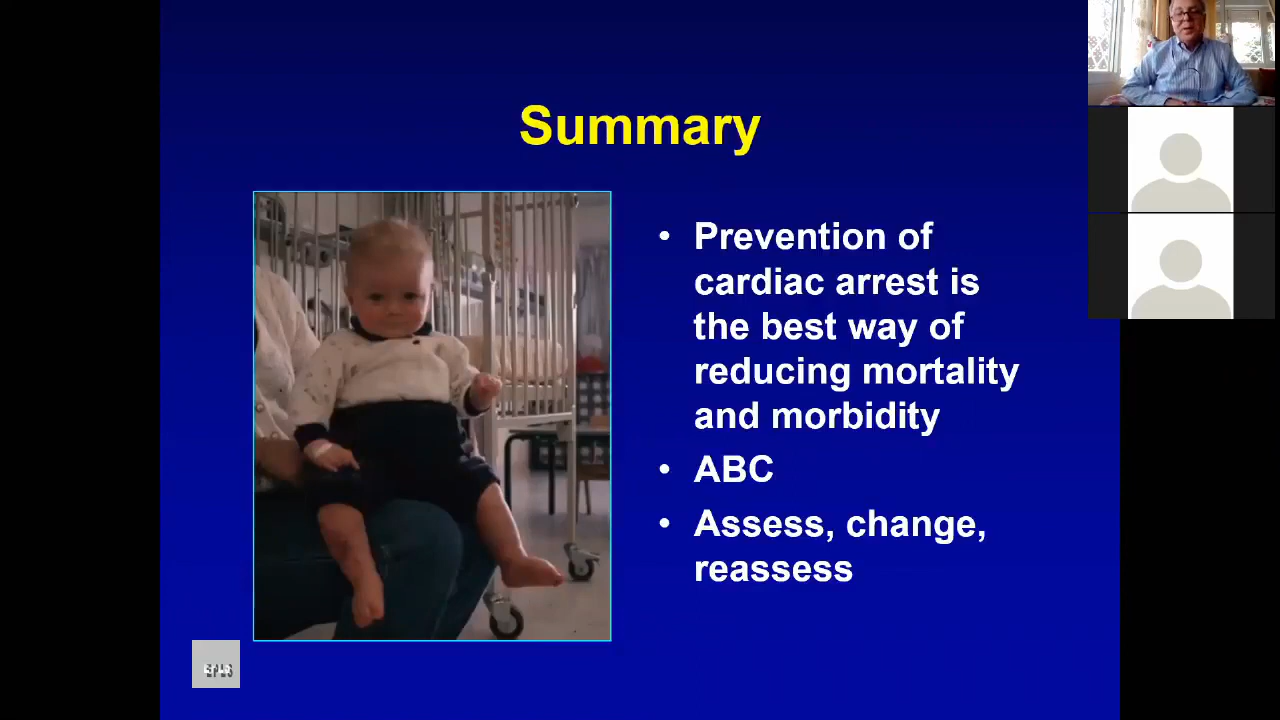 Summary
• Prevention of
cardiac arrest is
the best way of
reducing mortality
and morbidity
• ABC
• Assess, change,
reassess